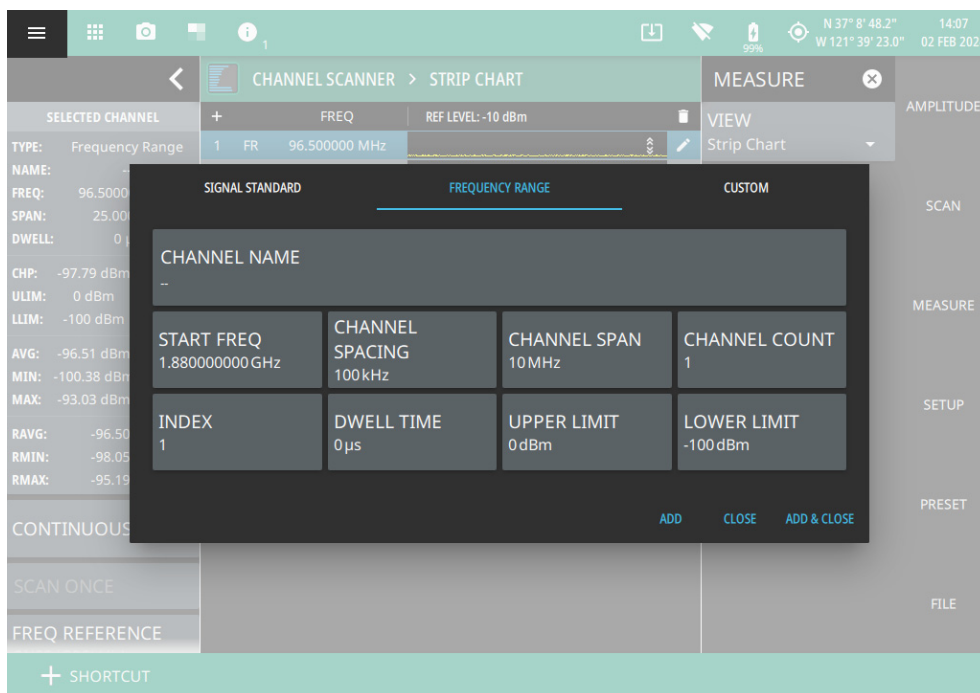 1
99%
N 37° 8' 48.2"
W 121° 39' 23.0"
14:07
02 FEB 202
CHANNEL SCANNER > STRIP CHART
MEASURE
SELECTED CHANNEL
+ FREQ REF LEVEL: -10 dBm
VIEW
Strip Chart
1 FR 96.500000 MHz
TYPE: Frequency Range
NAME: --
FREQ: 96.5000
SPAN: 25.00
DWELL: 0
CHP: -97.79 dBm
ULIM: 0 dBm
LLIM: -100 dBm
AVG: -96.51 dBm
MIN: -100.38 dBm
MAX: -93.03 dBm
RAVG: -96.50
RMIN: -98.05
RMAX: -95.19
CONTINUOUS
SCAN ONCE
FREQ REFERENCE
SIGNAL STANDARD
FREQUENCY RANGE
CUSTOM
CHANNEL NAME
--
START FREQ
1.880000000 GHz
CHANNEL
SPACING
100 kHz
CHANNEL SPAN
10 MHz
CHANNEL COUNT
1
INDEX
1
DWELL TIME
0 µs
UPPER LIMIT
0 dBm
LOWER LIMIT
-100 dBm
ADD
CLOSE
ADD & CLOSE
AMPLITUDE
SCAN
MEASURE
SETUP
PRESET
FILE
+ SHORTCUT